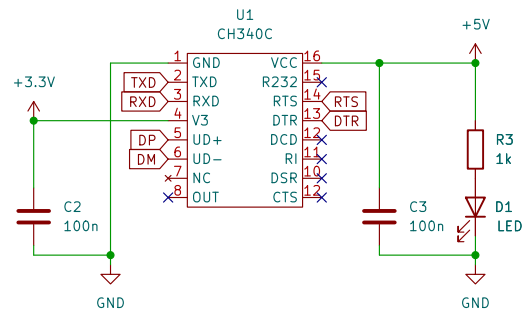 U1
CH340C
+5V
+3.3V
1 GND VCC 16
TXD 2 TXD R232 15
RXD 3 RXD RTS 14 RTS
4 V3 DTR 13 DTR
DP 5 UD+ DCD 12
DM 6 UD- RI 11
7 NC DSR 10
8 OUT CTS 12
R3
1k
C2
100n
C3
100n
D1
LED
GND
GND